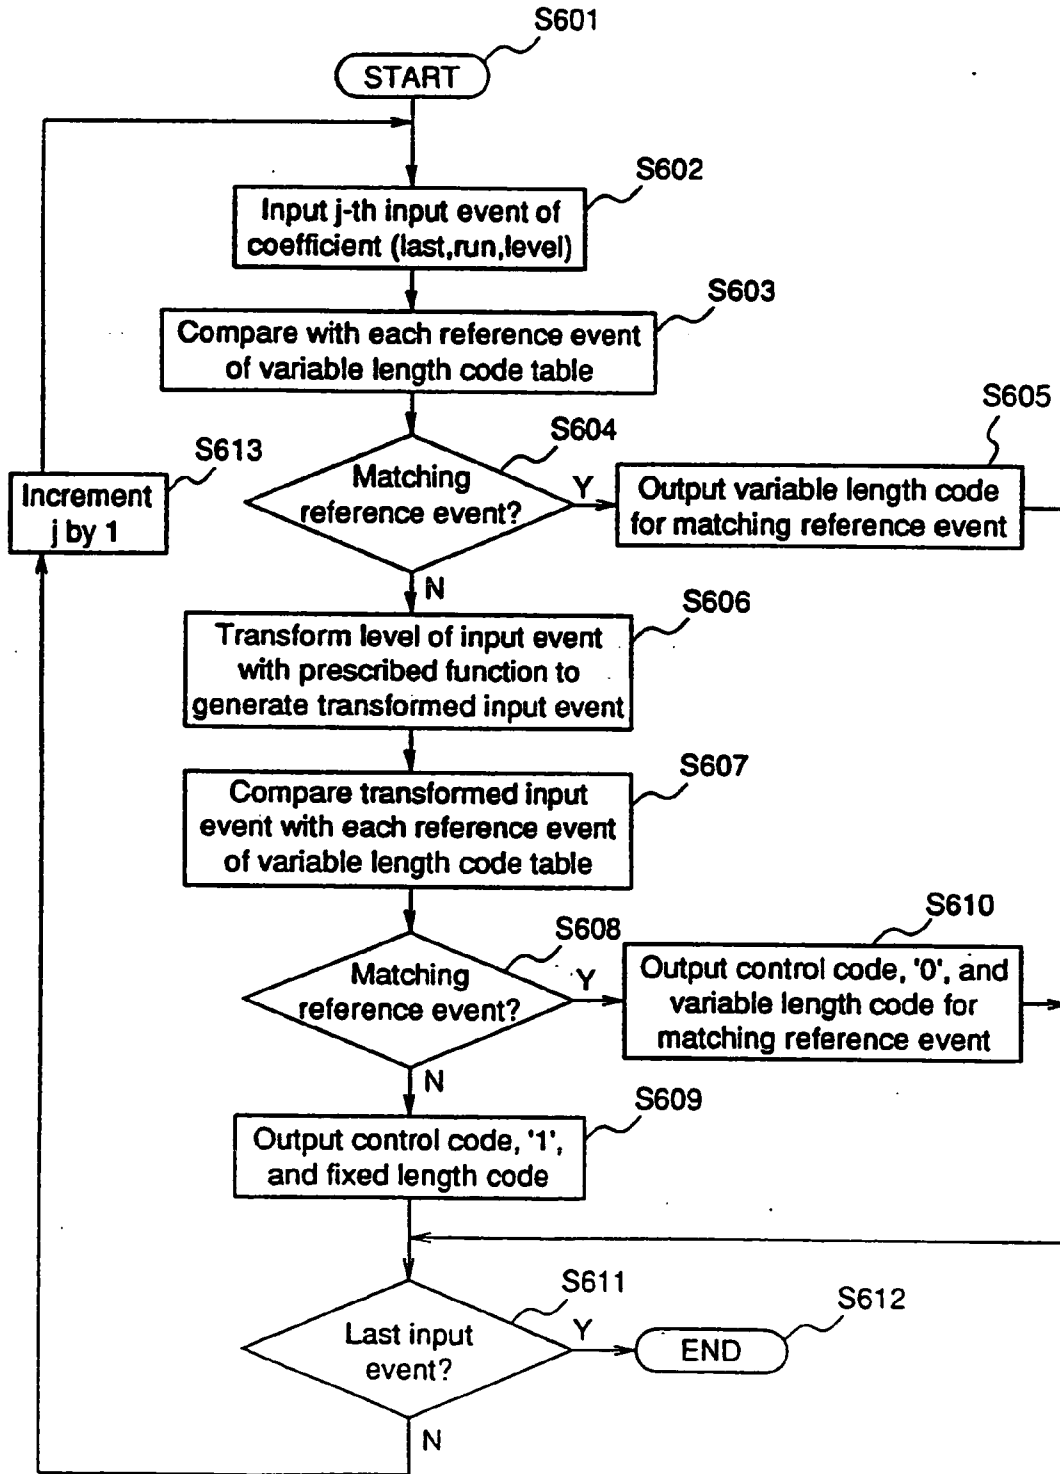 S601
START
S602
Input j-th input event of
coefficient (last,run,level)
S603
Compare with each reference event
of variable length code table
S604
Matching
reference event?
Y
N
S605
Output variable length code
for matching reference event
S613
Increment
j by 1
S606
Transform level of input event
with prescribed function to
generate transformed input event
S607
Compare transformed input
event with each reference event
of variable length code table
S608
Matching
reference event?
Y
N
S610
Output control code, '0', and
variable length code for
matching reference event
S609
Output control code, '1',
and fixed length code
S611
Last input
event?
Y
N
S612
END